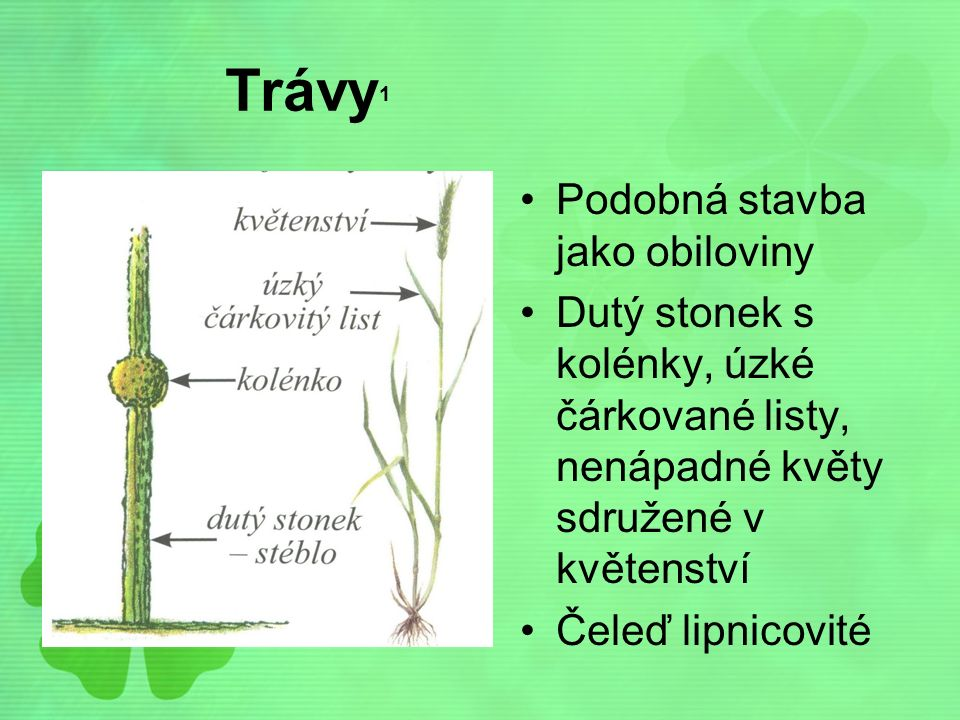 Trávy¹
květenství
úzký
čárkovitý list
kolénko
dutý stonek
– stéblo
• Podobná stavba
jako obiloviny
• Dutý stonek s
kolénky, úzké
čárkované listy,
nenápadné květy
sdružené v
květenství
• Čeleď lipnicovité